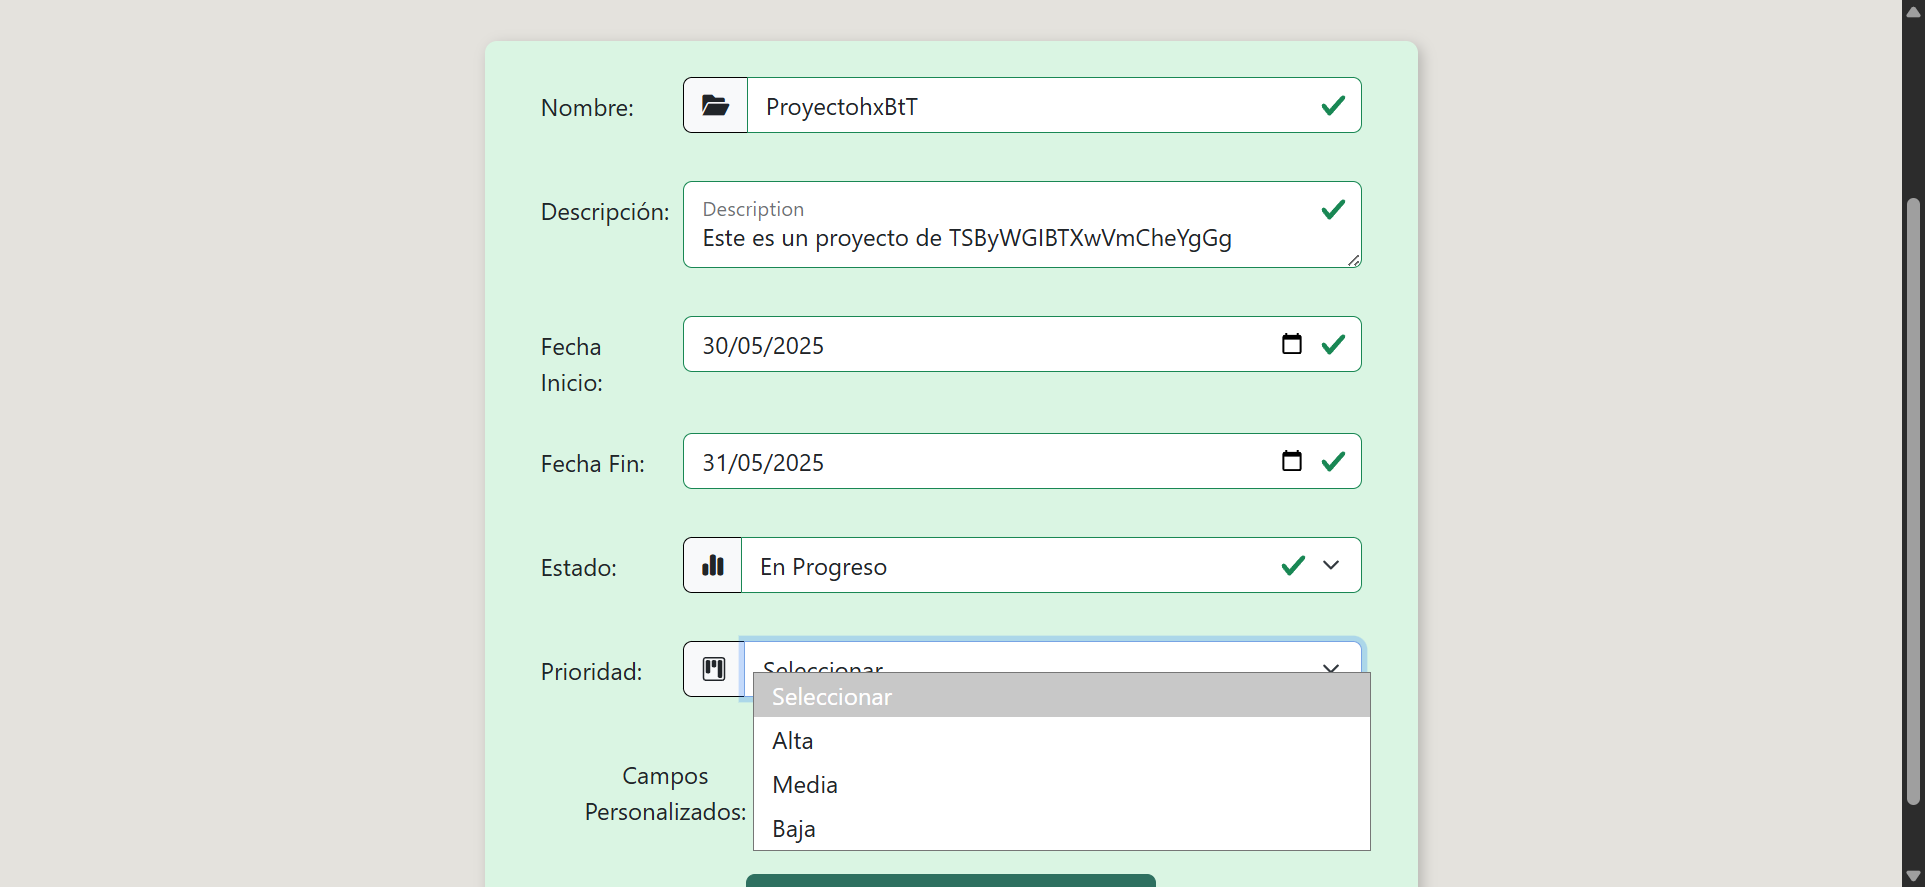 Nombre:
ProyectohxBtT
Descripción:
Description
Este es un proyecto de TSByWGIBTXwVmCheYgGg
Fecha
Inicio:
30/05/2025
Fecha Fin:
31/05/2025
Estado:
En Progreso
Prioridad:
Seleccionar
Seleccionar
Alta
Media
Baja
Campos
Personalizados: